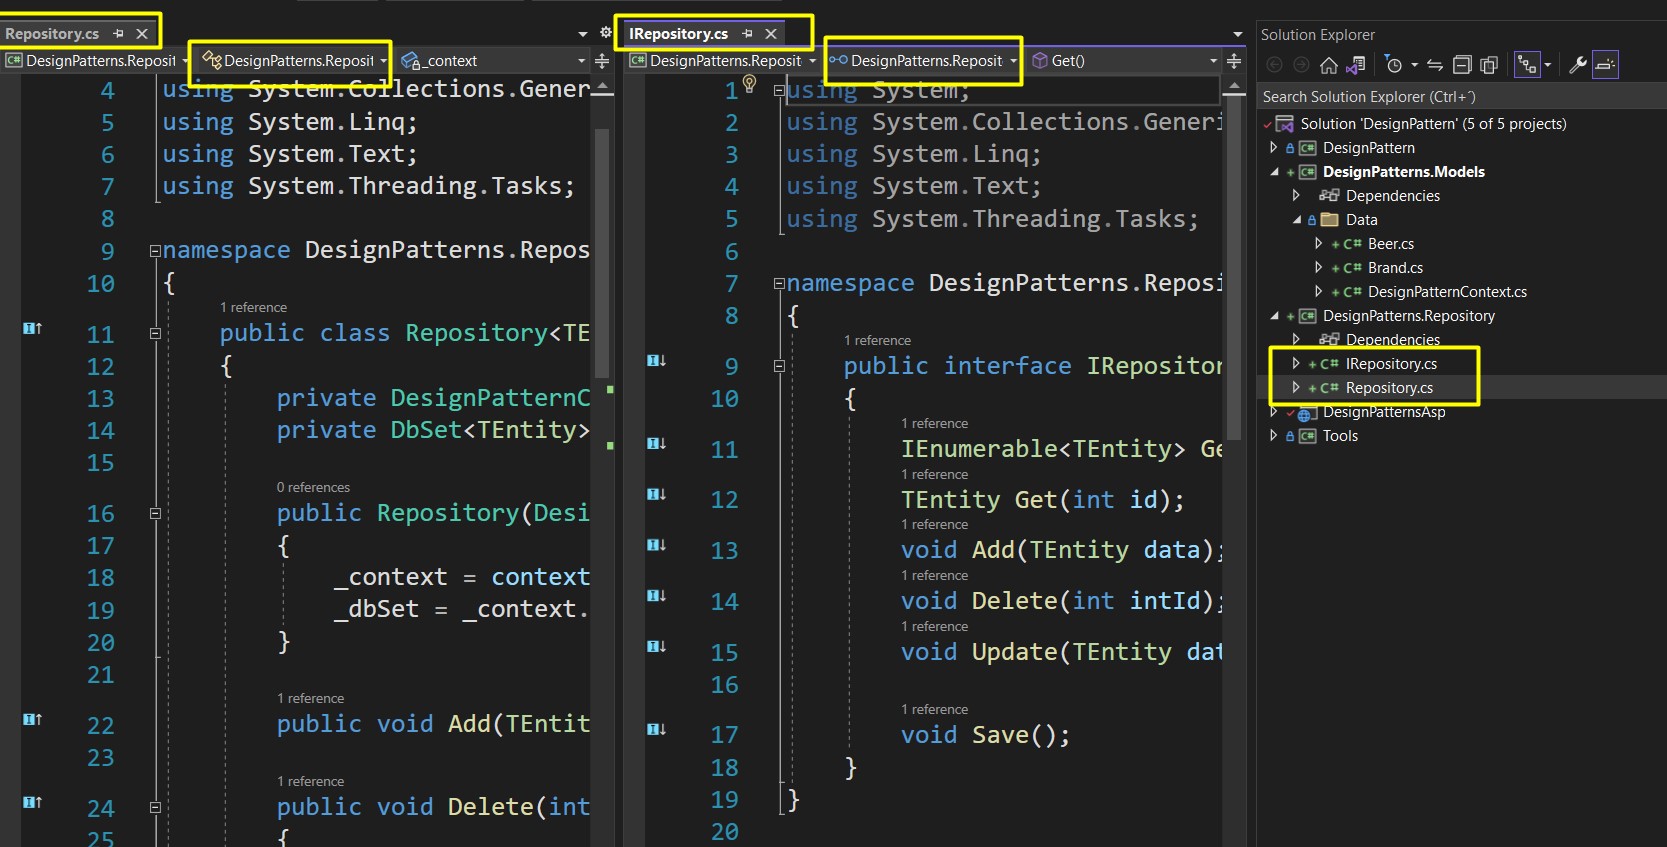 Repository.cs
DesignPatterns.Reposit
DesignPatterns.Reposit
_context
4 using System.Collections.Gener
5 using System.Linq;
6 using System.Text;
7 using System.Threading.Tasks;
8
9 namespace DesignPatterns.Repos
10 {
1 reference
11 public class Repository<TE
12 {
13 private DesignPatternC
14 private DbSet<TEntity>
15
0 references
16 public Repository(Desi
17 {
18 _context = context
19 _dbSet = _context.
20 }
21
1 reference
22 public void Add(TEntit
23
1 reference
24 public void Delete(int
25 {
IRepository.cs
DesignPatterns.Reposit
DesignPatterns.Reposit
Get()
1 using System;
2 using System.Collections.Generi
3 using System.Linq;
4 using System.Text;
5 using System.Threading.Tasks;
6
7 namespace DesignPatterns.Reposi
8 {
1 reference
9 public interface IRepositor
10 {
1 reference
11 IEnumerable<TEntity> Ge
1 reference
12 TEntity Get(int id);
1 reference
13 void Add(TEntity data);
1 reference
14 void Delete(int intId);
1 reference
15 void Update(TEntity dat
16
1 reference
17 void Save();
18 }
19 }
20
Solution Explorer
Search Solution Explorer (Ctrl+´)
Solution 'DesignPattern' (5 of 5 projects)
C# DesignPattern
C# DesignPatterns.Models
Dependencies
Data
C# Beer.cs
C# Brand.cs
C# DesignPatternContext.cs
C# DesignPatterns.Repository
Dependencies
C# IRepository.cs
C# Repository.cs
DesignPatternsAsp
C# Tools